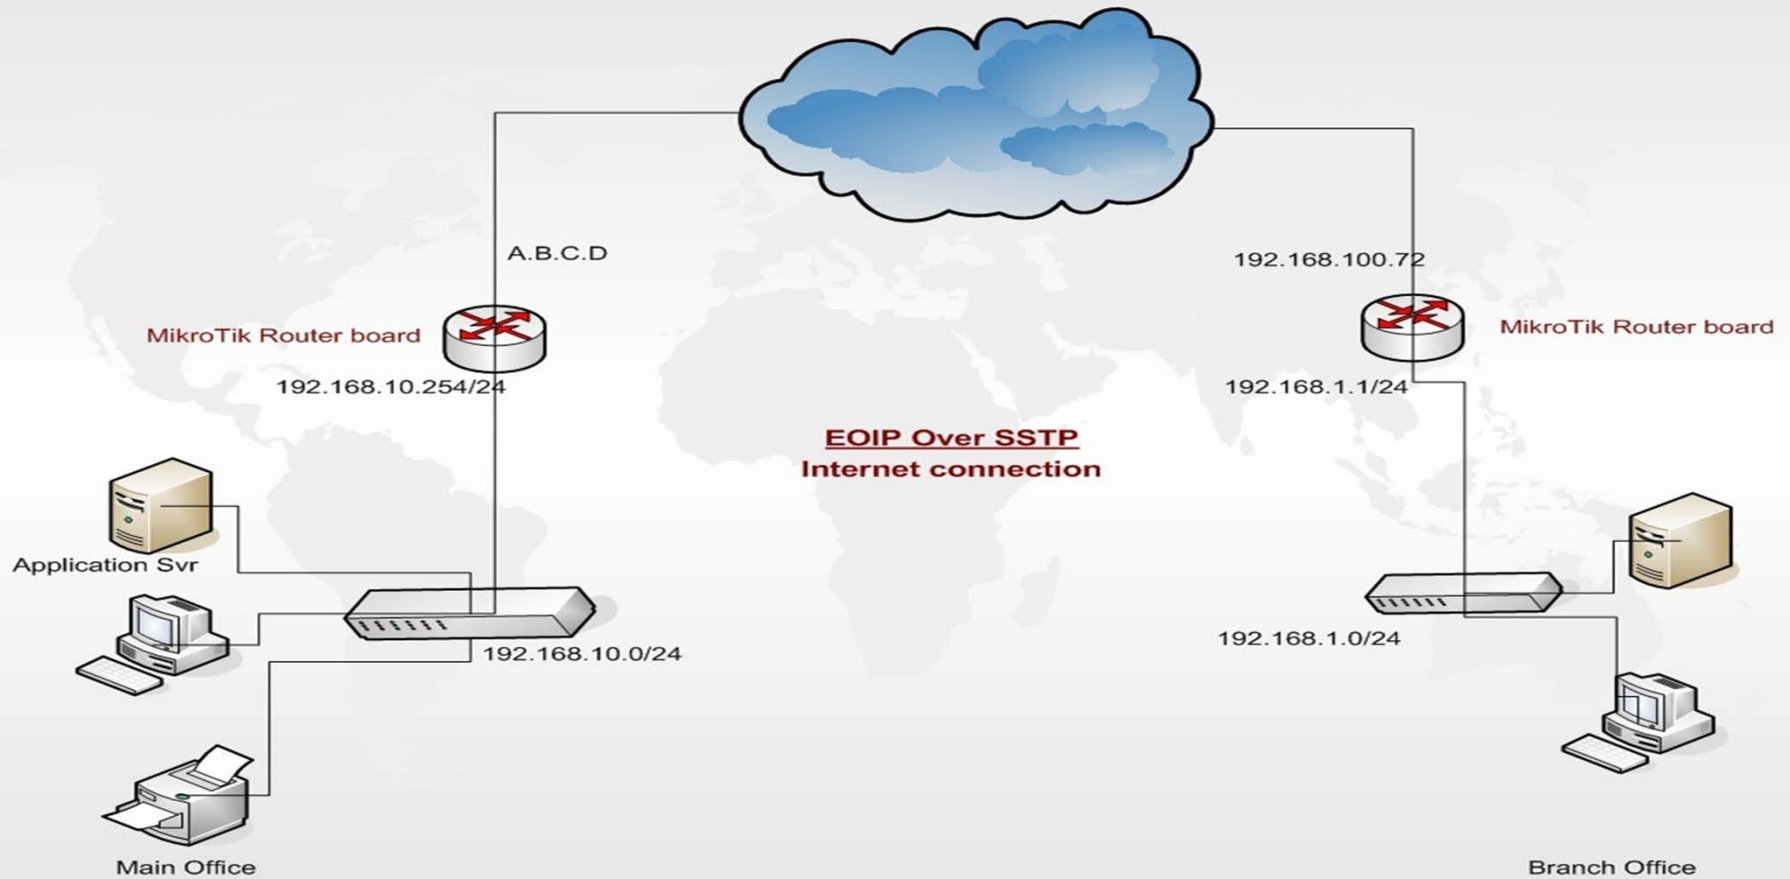 A.B.C.D
192.168.100.72
MikroTik Router board
MikroTik Router board
192.168.10.254/24
192.168.1.1/24
EOIP Over SSTP
Internet connection
Application Svr
192.168.10.0/24
192.168.1.0/24
Main Office
Branch Office